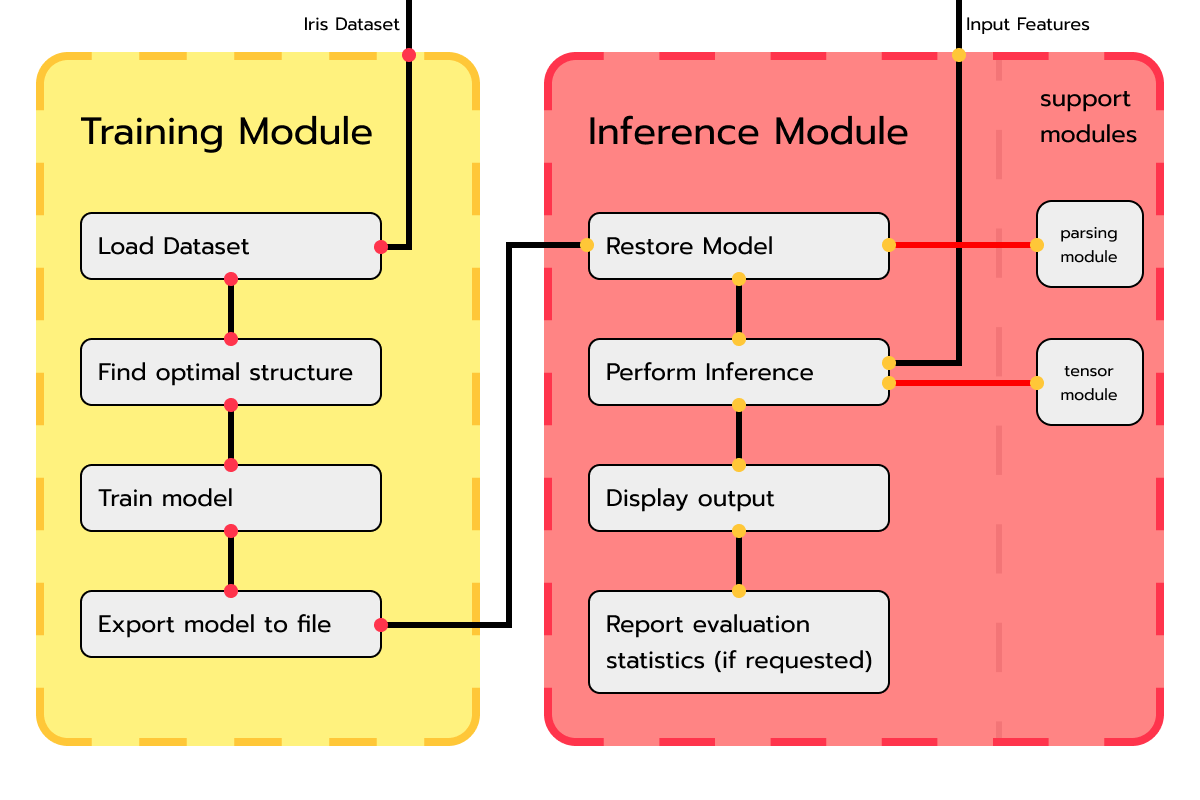 Iris Dataset
Input Features
Training Module
Load Dataset
Find optimal structure
Train model
Export model to file
Inference Module
Restore Model
Perform Inference
Display output
Report evaluation
statistics (if requested)
support
modules
parsing
module
tensor
module